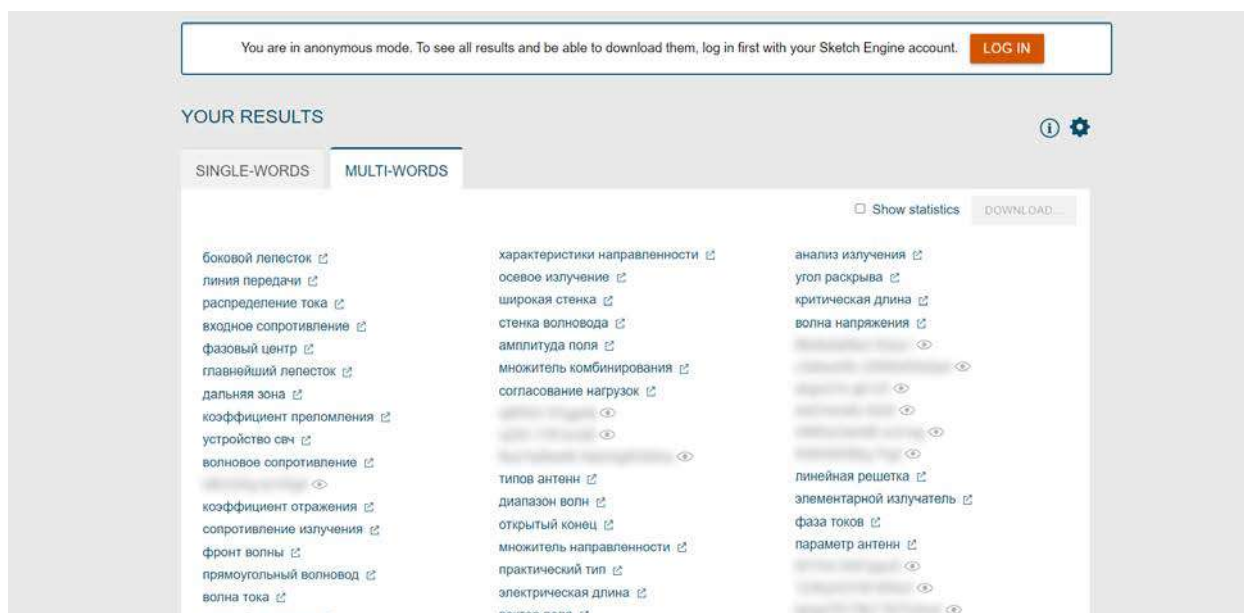 You are in anonymous mode. To see all results and be able to download them, log in first with your Sketch Engine account.
LOG IN
YOUR RESULTS
SINGLE-WORDS
MULTI-WORDS
Show statistics
DOWNLOAD...
боковой лепесток
линия передачи
распределение тока
входное сопротивление
фазовый центр
главнейший лепесток
дальняя зона
коэффициент преломления
устройство свч
волновое сопротивление
коэффициент отражения
сопротивление излучения
фронт волны
прямоугольный волновод
волна тока
характеристики направленности
осевое излучение
широкая стенка
стенка волновода
амплитуда поля
множитель комбинирования
согласование нагрузок
типов антенн
диапазон волн
открытый конец
множитель направленности
практический тип
электрическая длина
анализ излучения
угол раскрыва
критическая длина
волна напряжения
линейная решетка
элементарной излучатель
фаза токов
параметр антенн